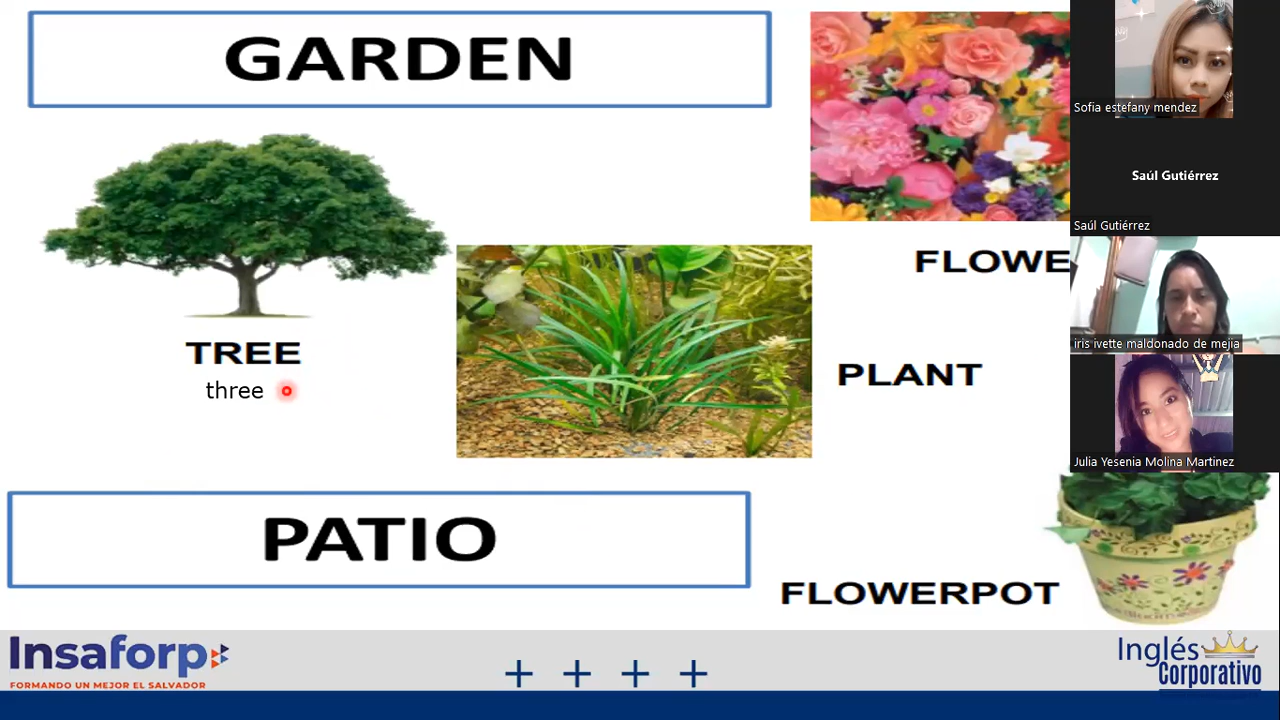 GARDEN
TREE
three
FLOWE
PLANT
PATIO
FLOWERPOT
Insaforp
FORMANDO UN MEJOR EL SALVADOR
+ + + +
Inglés
Corporativo
Sofia estefany mendez
Saúl Gutiérrez
Saúl Gutiérrez
iris ivette maldonado de mejia
Julia Yesenia Molina Martinez